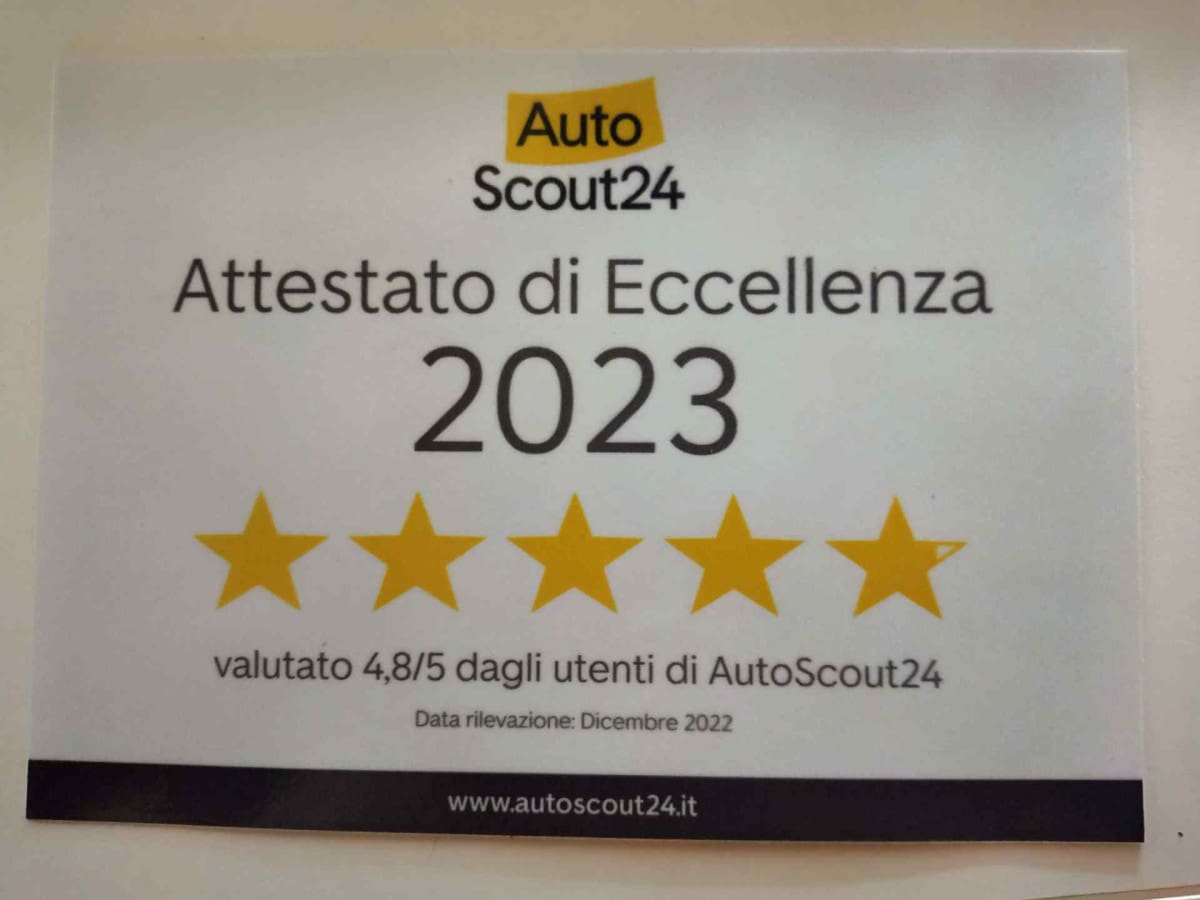 Auto
Scout24
Attestato di Eccellenza
2023
valutato 4,8/5 dagli utenti di AutoScout24
Data rilevazione: Dicembre 2022
www.autoscout24.it